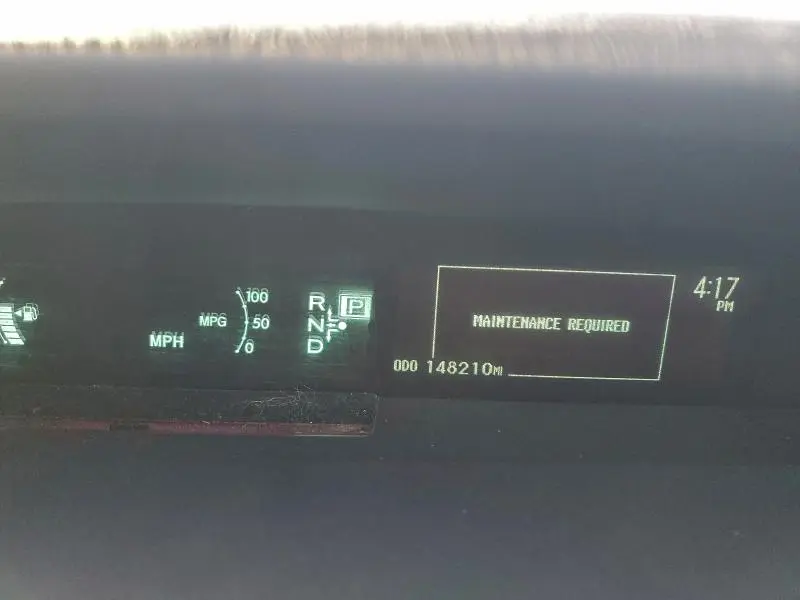 MPH
MPG
100
50
0
R P
N
D
MAINTENANCE REQUIRED
ODO 148210MI
4:17
PM